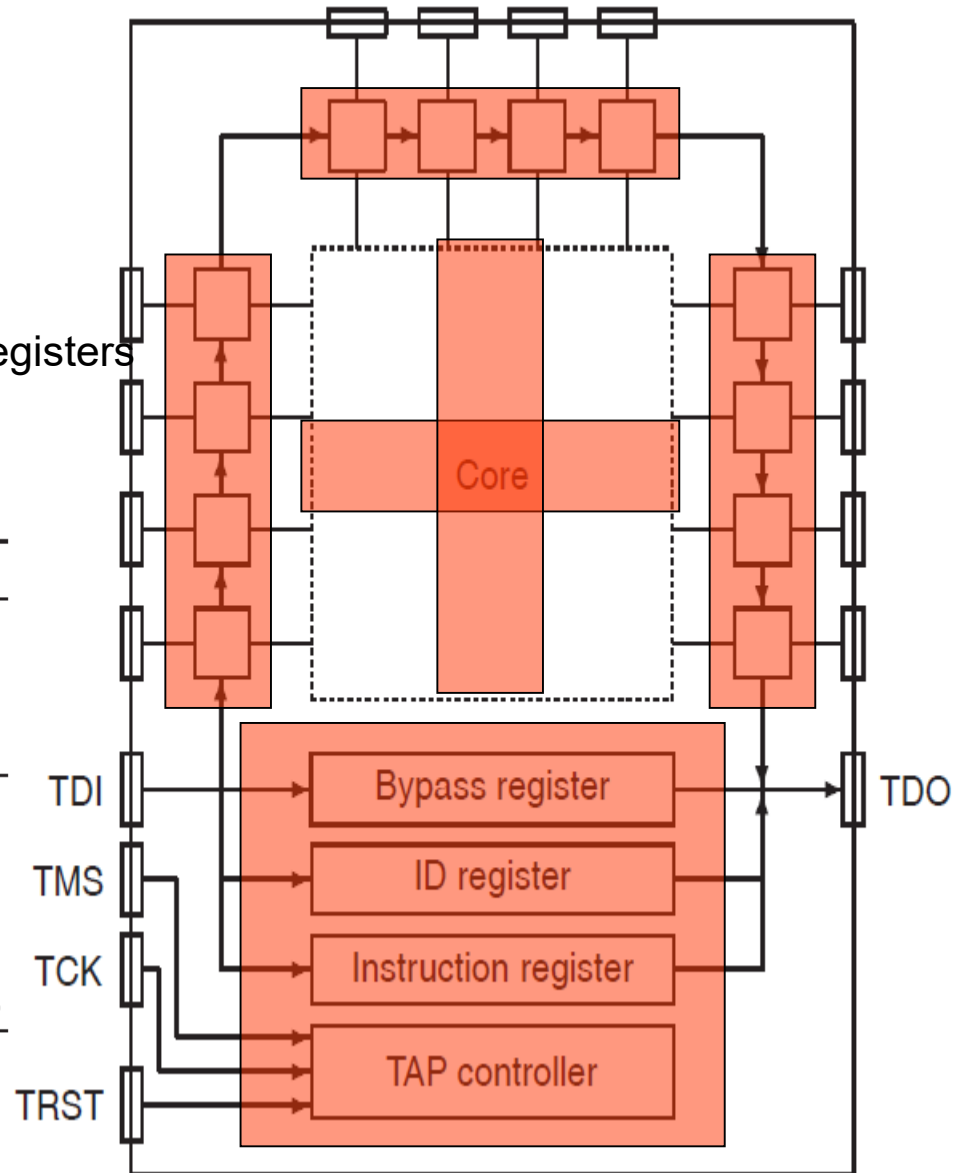 egisters
Core
TDI
Bypass register
TDO
TMS
ID register
TCK
Instruction register
TAP controller
TRST